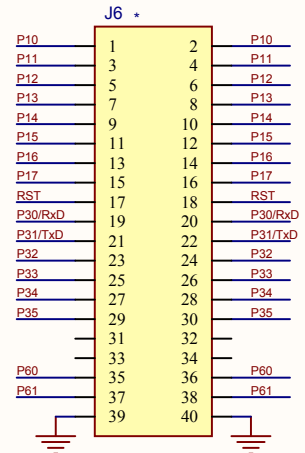 J6 *
P10 1 2 P10
P11 3 4 P11
P12 5 6 P12
P13 7 8 P13
P14 9 10 P14
P15 11 12 P15
P16 13 14 P16
P17 15 16 P17
RST 17 18 RST
P30/RxD 19 20 P30/RxD
P31/TxD 21 22 P31/TxD
P32 23 24 P32
P33 25 26 P33
P34 27 28 P34
P35 29 30 P35
31 32
33 34
P60 35 36 P60
P61 37 38 P61
39 40